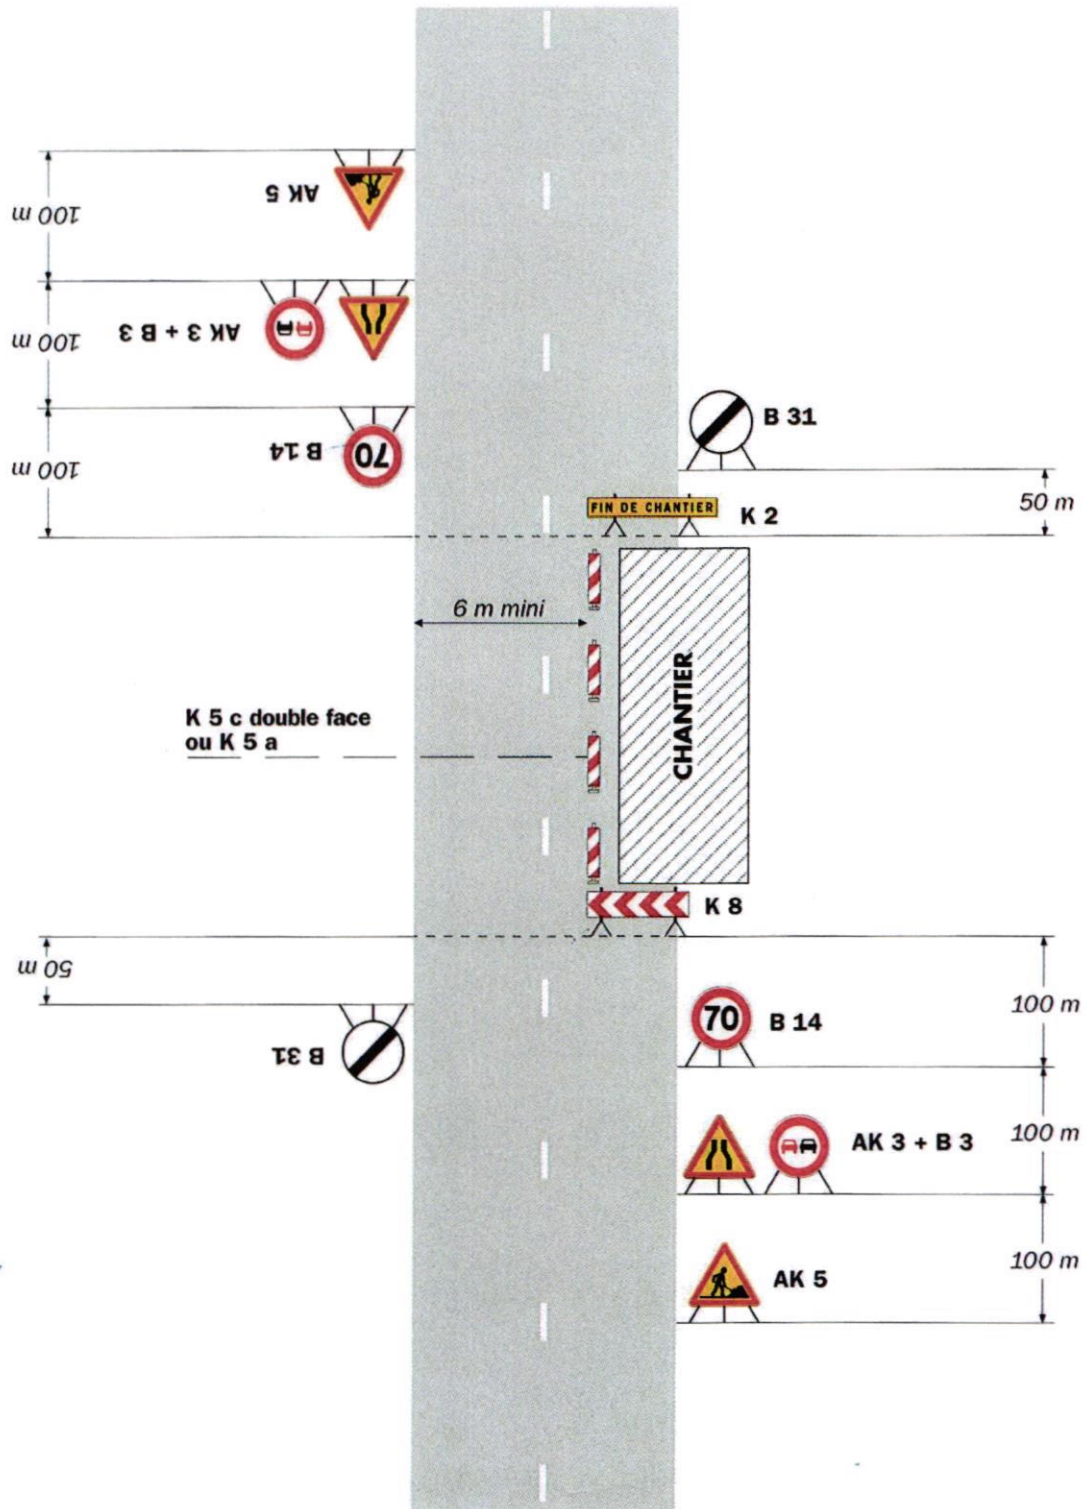 AK 5
100 m
AK 3 + B 3
100 m
70
B 14
100 m
B 31
50 m
FIN DE CHANTIER
K 2
6 m mini
CHANTIER
K 5 c double face
ou K 5 a
K 8
50 m
B 31
70
B 14
100 m
AK 3 + B 3
100 m
AK 5
100 m